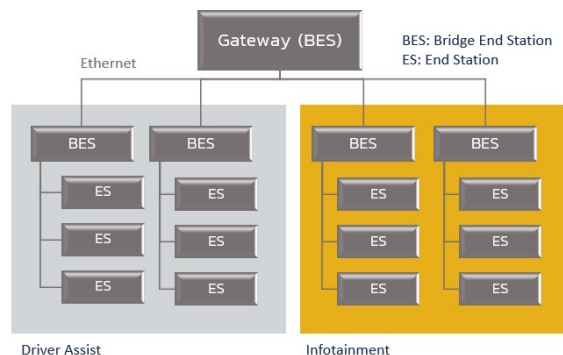 Gateway (BES)
BES: Bridge End Station
ES: End Station
Ethernet
BES
BES
BES
BES
ES
ES
ES
ES
ES
ES
ES
ES
ES
ES
ES
ES
Driver Assist
Infotainment